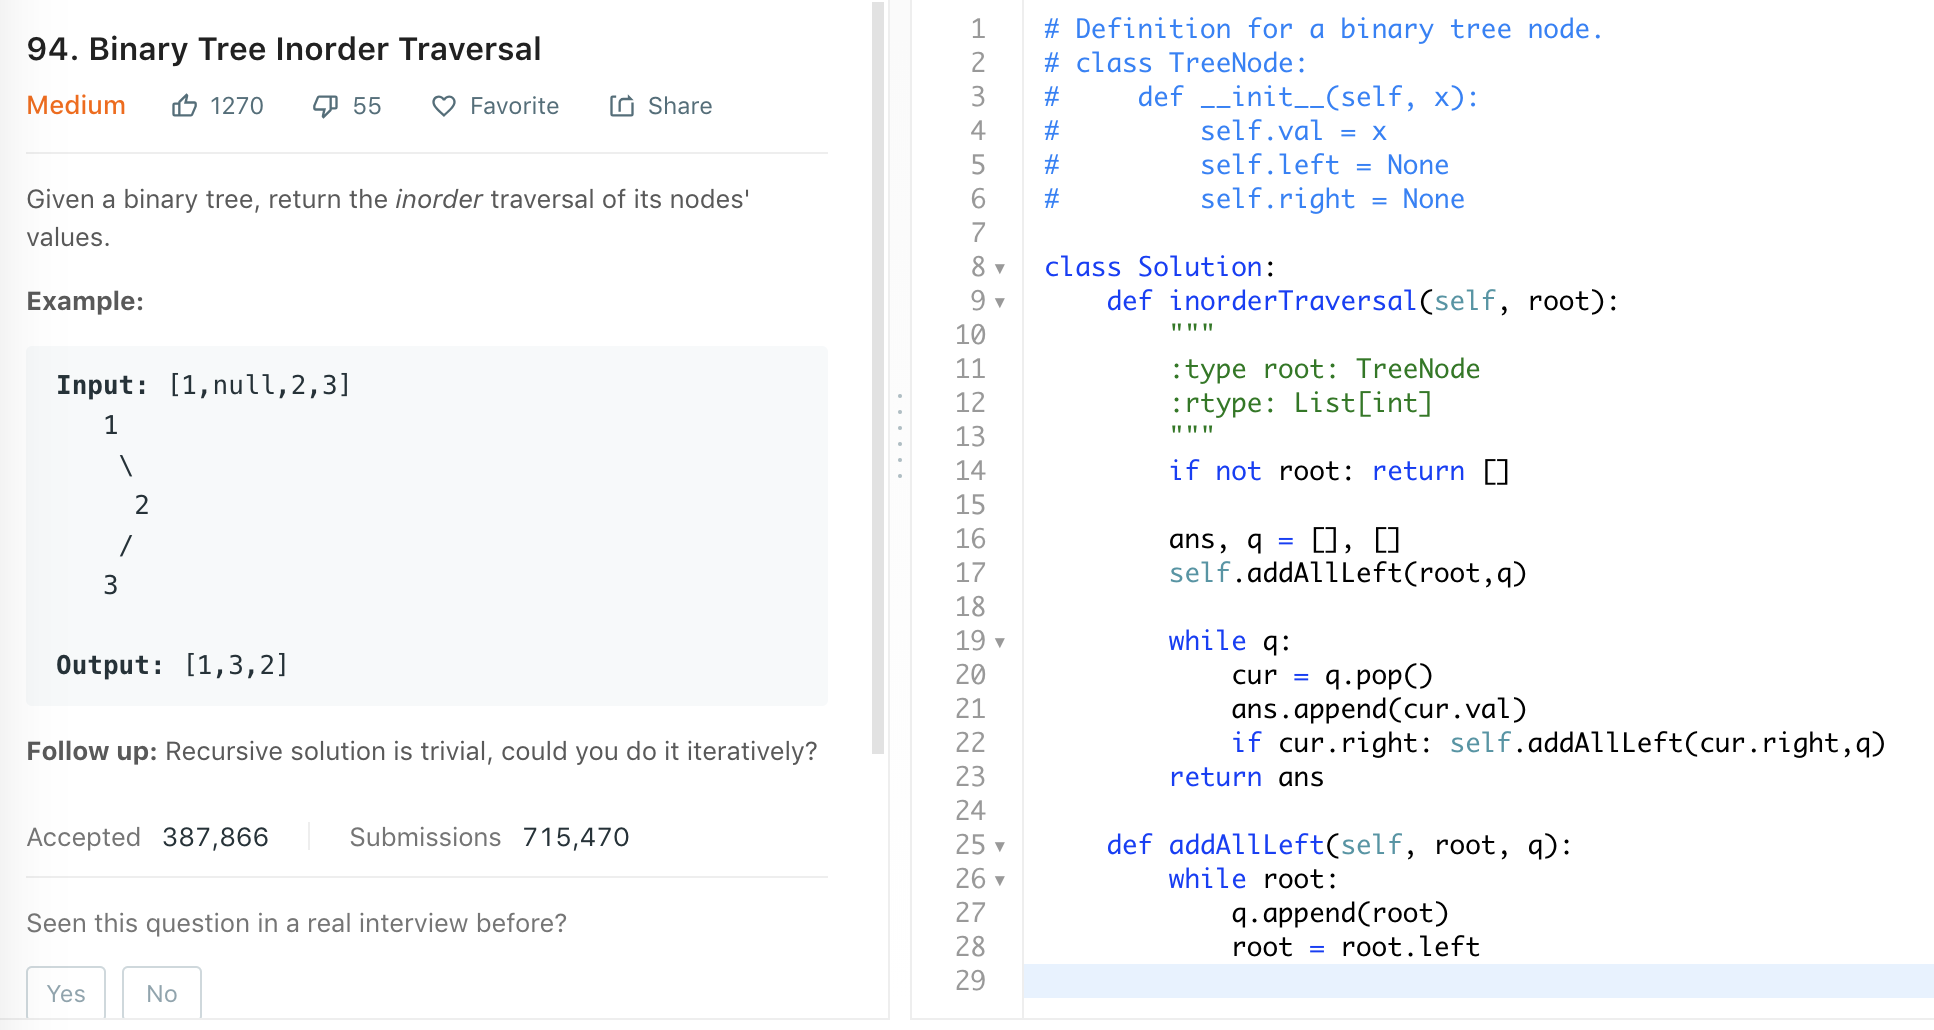 94. Binary Tree Inorder Traversal
Medium 1270 55 Favorite Share
Given a binary tree, return the inorder traversal of its nodes'
values.
Example:
Input: [1,null,2,3]
   1
    \
     2
    /
   3
Output: [1,3,2]
Follow up: Recursive solution is trivial, could you do it iteratively?
Accepted 387,866 Submissions 715,470
Seen this question in a real interview before?
Yes No
1 # Definition for a binary tree node.
2 # class TreeNode:
3 #     def __init__(self, x):
4 #         self.val = x
5 #         self.left = None
6 #         self.right = None
7
8 class Solution:
9     def inorderTraversal(self, root):
10         """
11         :type root: TreeNode
12         :rtype: List[int]
13         """
14         if not root: return []
15
16         ans, q = [], []
17         self.addAllLeft(root,q)
18
19         while q:
20             cur = q.pop()
21             ans.append(cur.val)
22             if cur.right: self.addAllLeft(cur.right,q)
23         return ans
24
25     def addAllLeft(self, root, q):
26         while root:
27             q.append(root)
28             root = root.left
29